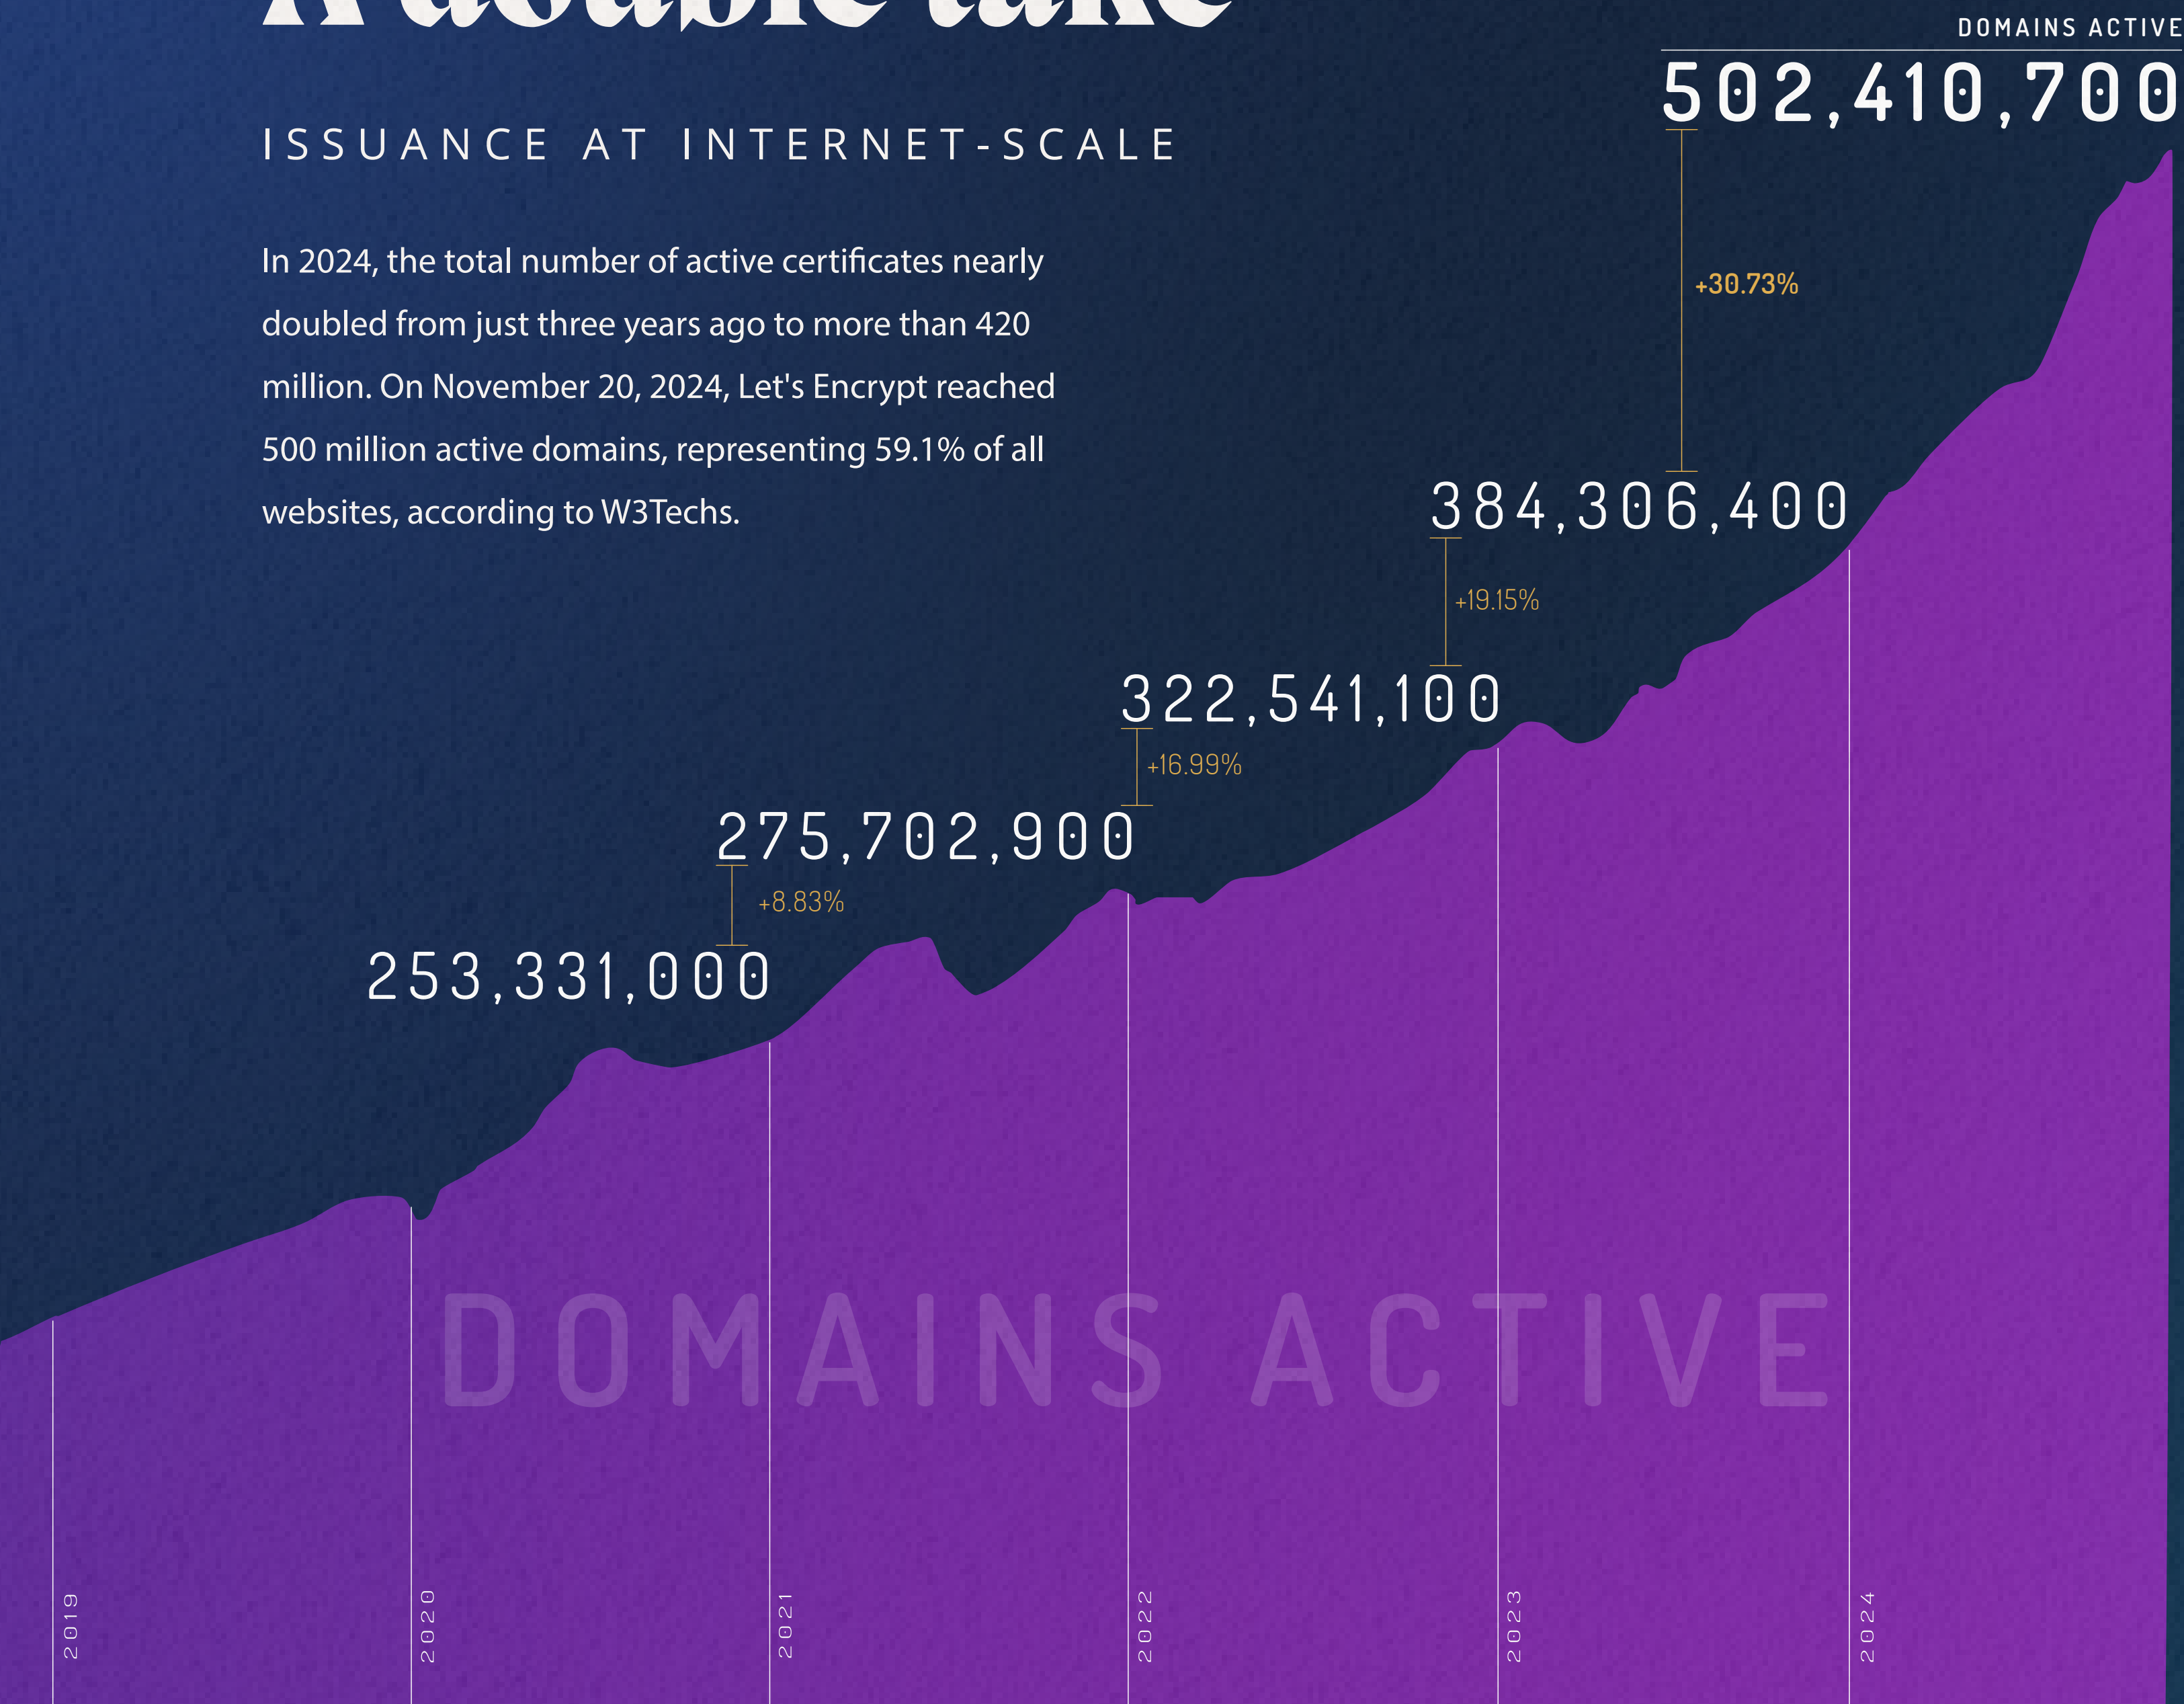 A double take
DOMAINS ACTIVE
502,410,700
ISSUANCE AT INTERNET-SCALE
In 2024, the total number of active certificates nearly
doubled from just three years ago to more than 420
million. On November 20, 2024, Let's Encrypt reached
500 million active domains, representing 59.1% of all
websites, according to W3Techs.
+30.73%
384,306,400
+19.15%
322,541,100
+16.99%
275,702,900
+8.83%
253,331,000
DOMAINS ACTIVE
2019
2020
2021
2022
2023
2024